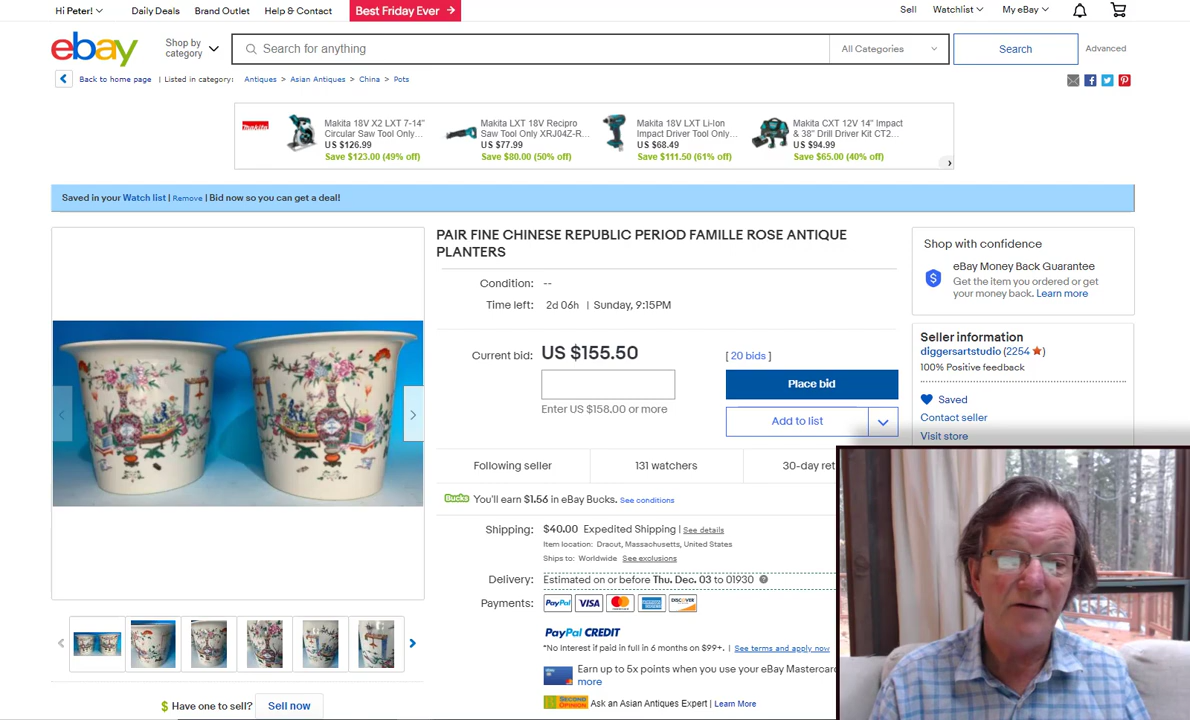 Hi Peter!
Daily Deals
Brand Outlet
Help & Contact
Best Friday Ever →
Sell
Watchlist
My eBay
ebay
Shop by
category
Search for anything
All Categories
Search
Advanced
Back to home page | Listed in category: Antiques > Asian Antiques > China > Pots
Makita 18V X2 LXT 7-14"
Circular Saw Tool Only...
US $126.99
Save $123.00 (49% off)
Makita LXT 18V Recipro
Saw Tool Only XRJ04Z-R...
US $77.99
Save $80.00 (50% off)
Makita 18V LXT Li-Ion
Impact Driver Tool Only...
US $68.49
Save $111.50 (61% off)
Makita CXT 12V 14" Impact
& 38" Drill Driver Kit CT2...
US $94.99
Save $65.00 (40% off)
Saved in your Watch list | Remove | Bid now so you can get a deal!
PAIR FINE CHINESE REPUBLIC PERIOD FAMILLE ROSE ANTIQUE
PLANTERS
Condition: --
Time left: 2d 06h | Sunday, 9:15PM
Current bid: US $155.50
[ 20 bids ]
Enter US $158.00 or more
Place bid
Add to list
Following seller
131 watchers
30-day ret
Bucks You'll earn $1.56 in eBay Bucks. See conditions
Shipping: $40.00 Expedited Shipping | See details
Item location: Dracut, Massachusetts, United States
Ships to: Worldwide See exclusions
Delivery: Estimated on or before Thu. Dec. 03 to 01930
Payments: PayPal VISA
DISCOVER
PayPal CREDIT
*No Interest if paid in full in 6 months on $99+. | See terms and apply now
Earn up to 5x points when you use your eBay Masterca
more
SECOND OPINION Ask an Asian Antiques Expert | Learn More
Shop with confidence
eBay Money Back Guarantee
Get the item you ordered or get
your money back. Learn more
Seller information
diggersartstudio (2254 ★)
100% Positive feedback
Saved
Contact seller
Visit store
$ Have one to sell? Sell now